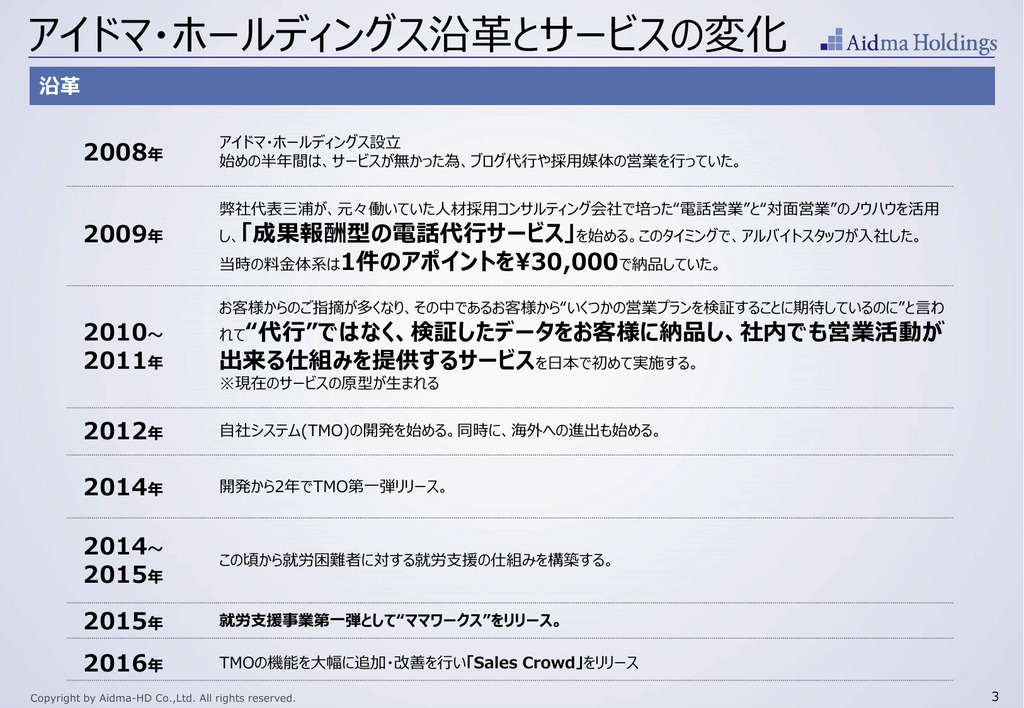 アイドマ・ホールディングス沿革とサービスの変化
Aidma Holdings
沿革
2008年
アイドマ・ホールディングス設立
始めの半年間は、サービスが無かった為、ブログ代行や採用媒体の営業を行っていた。
2009年
弊社代表三浦が、元々働いていた人材採用コンサルティング会社で培った“電話営業”と“対面営業”のノウハウを活用
し、「成果報酬型の電話代行サービス」を始める。このタイミングで、アルバイトスタッフが入社した。
当時の料金体系は1件のアポイントを¥30,000で納品していた。
2010～
2011年
お客様からのご指摘が多くなり、その中であるお客様から“いくつかの営業プランを検証することに期待しているのに”と言わ
れて“代行”ではなく、検証したデータをお客様に納品し、社内でも営業活動が
出来る仕組みを提供するサービスを日本で初めて実施する。
※現在のサービスの原型が生まれる
2012年
自社システム(TMO)の開発を始める。同時に、海外への進出も始める。
2014年
開発から2年でTMO第一弾リリース。
2014～
2015年
この頃から就労困難者に対する就労支援の仕組みを構築する。
2015年
就労支援事業第一弾として“ママワークス”をリリース。
2016年
TMOの機能を大幅に追加・改善を行い「Sales Crowd」をリリース
Copyright by Aidma-HD Co.,Ltd. All rights reserved.
3